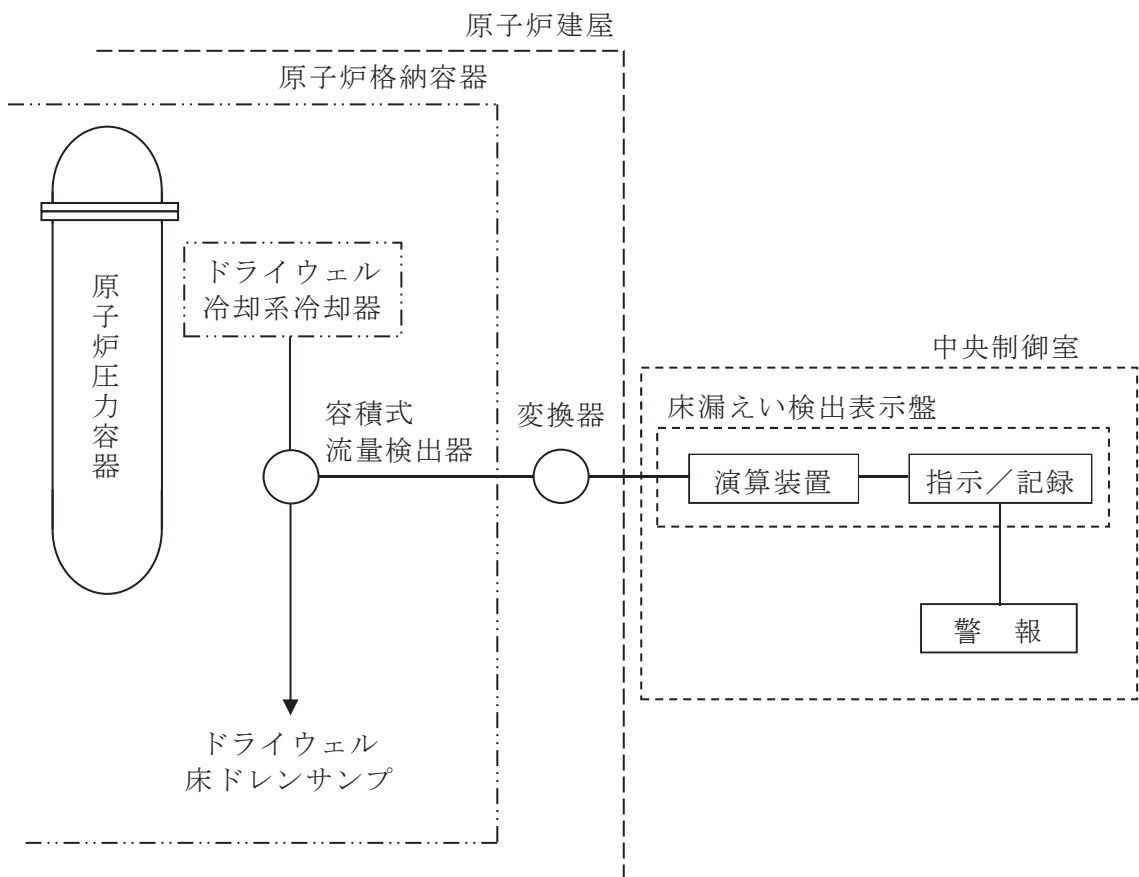 原子炉建屋
原子炉格納容器
原子炉圧力容器
ドライウェル
冷却系冷却器
容積式
流量検出器
変換器
中央制御室
床漏えい検出表示盤
演算装置
指示／記録
警 報
ドライウェル
床ドレンサンプ